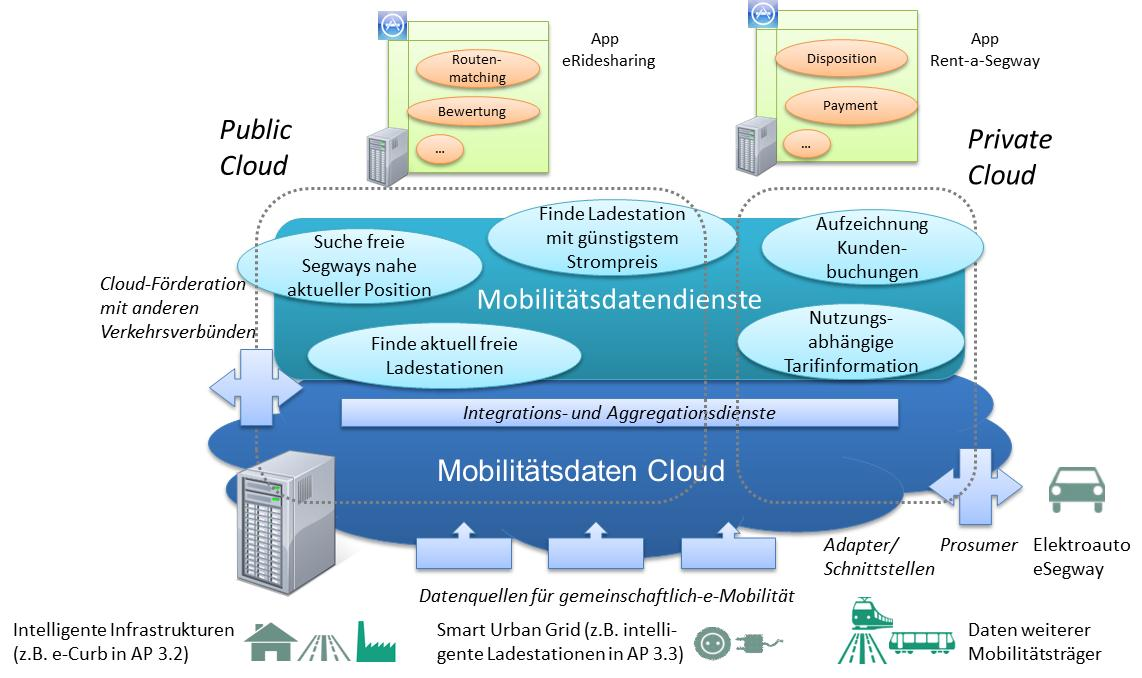 App
eRidesharing
Routen-
matching
Bewertung
...
App
Rent-a-Segway
Disposition
Payment
...
Public
Cloud
Private
Cloud
Suche freie
Segways nahe
aktueller Position
Finde Ladestation
mit günstigstem
Strompreis
Aufzeichnung
Kunden-
buchungen
Cloud-Förderation
mit anderen
Verkehrsverbünden
Mobilitätsdatendienste
Finde aktuell freie
Ladestationen
Nutzungs-
abhängige
Tarifinformation
Integrations- und Aggregationsdienste
Mobilitätsdaten Cloud
Adapter/
Schnittstellen
Prosumer
Elektroauto
eSegway
Datenquellen für gemeinschaftlich-e-Mobilität
Intelligente Infrastrukturen
(z.B. e-Curb in AP 3.2)
Smart Urban Grid (z.B. intelli-
gente Ladestationen in AP 3.3)
Daten weiterer
Mobilitätsträger